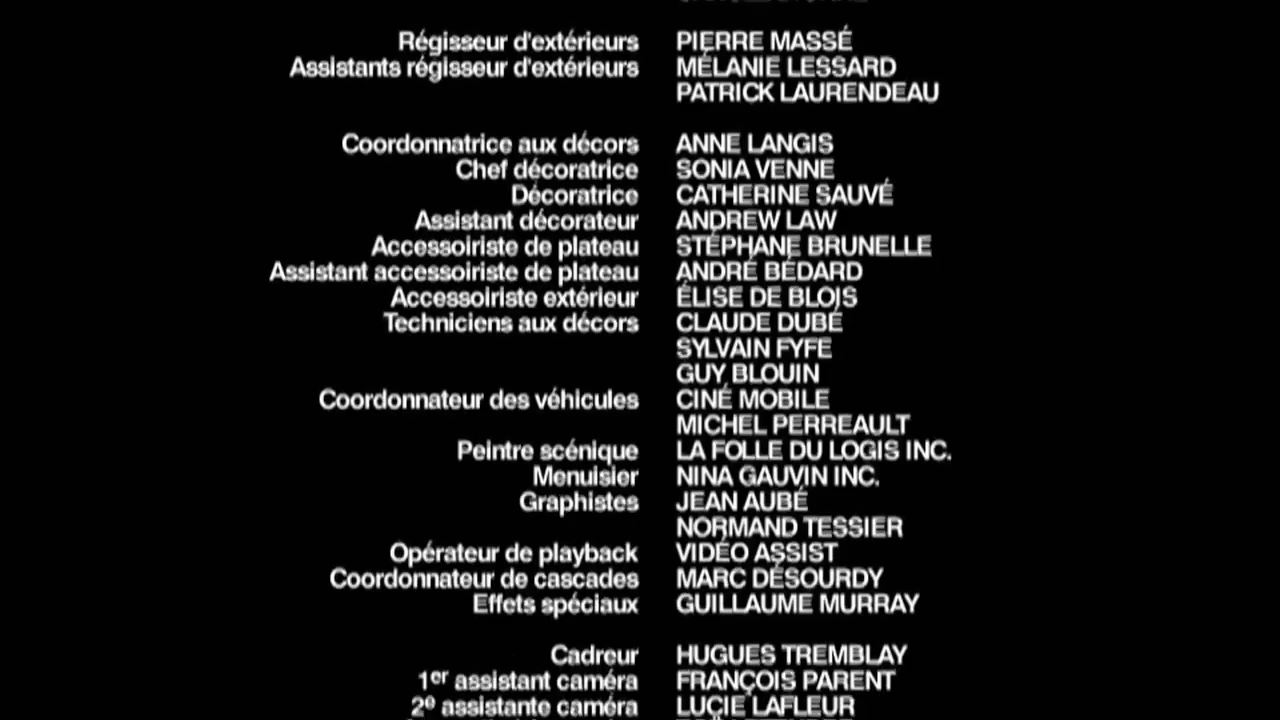 Régisseur d'extérieurs PIERRE MASSÉ
Assistants régisseur d'extérieurs MÉLANIE LESSARD
PATRICK LAURENDEAU
Coordonnatrice aux décors ANNE LANGIS
Chef décoratrice SONIA VENNE
Décoratrice CATHERINE SAUVÉ
Assistant décorateur ANDREW LAW
Accessoiriste de plateau STÉPHANE BRUNELLE
Assistant accessoiriste de plateau ANDRÉ BÉDARD
Accessoiriste extérieur ÉLISE DE BLOIS
Techniciens aux décors CLAUDE DUBÉ
SYLVAIN FYFE
GUY BLOUIN
Coordonnateur des véhicules CINÉ MOBILE
MICHEL PERREAULT
Peintre scénique LA FOLLE DU LOGIS INC.
Menuisier NINA GAUVIN INC.
Graphistes JEAN AUBÉ
NORMAND TESSIER
Opérateur de playback VIDÉO ASSIST
Coordonnateur de cascades MARC DÉSOURDY
Effets spéciaux GUILLAUME MURRAY
Cadreur HUGUES TREMBLAY
1er assistant caméra FRANÇOIS PARENT
2e assistante caméra LUCIE LAFLEUR